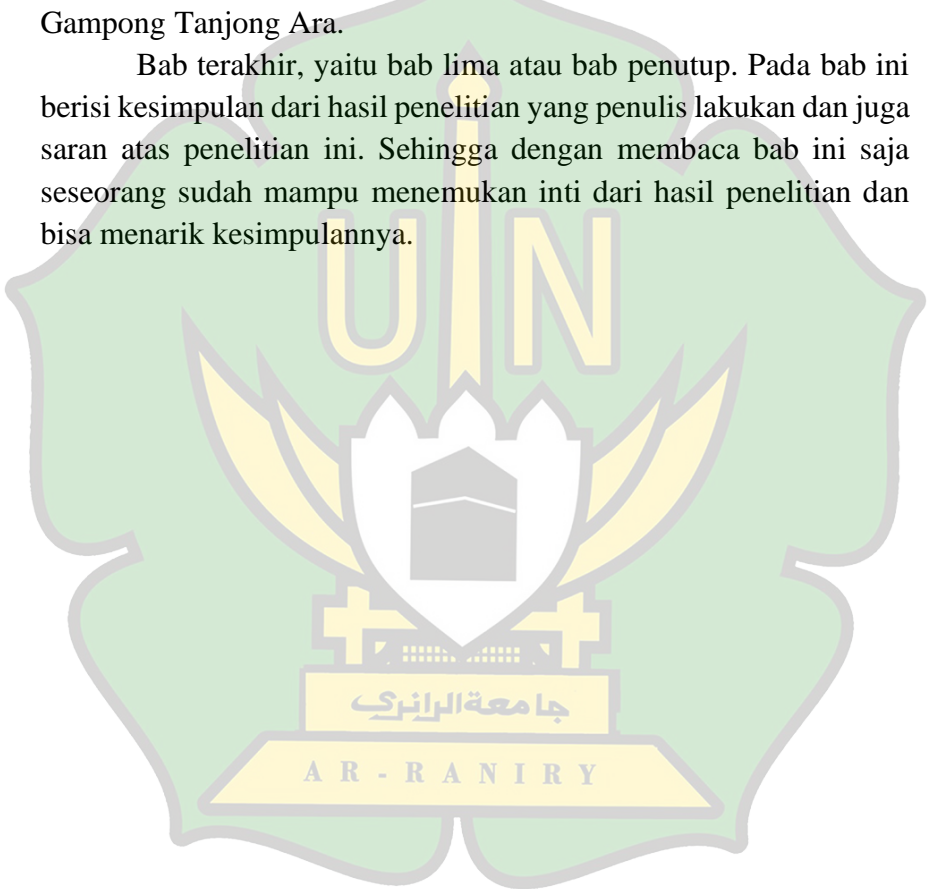 Gampong Tanjong Ara.
Bab terakhir, yaitu bab lima atau bab penutup. Pada bab ini
berisi kesimpulan dari hasil penelitian yang penulis lakukan dan juga
saran atas penelitian ini. Sehingga dengan membaca bab ini saja
seseorang sudah mampu menemukan inti dari hasil penelitian dan
bisa menarik kesimpulannya.
UIN
جامعةالرانرك
AR-RANIRY